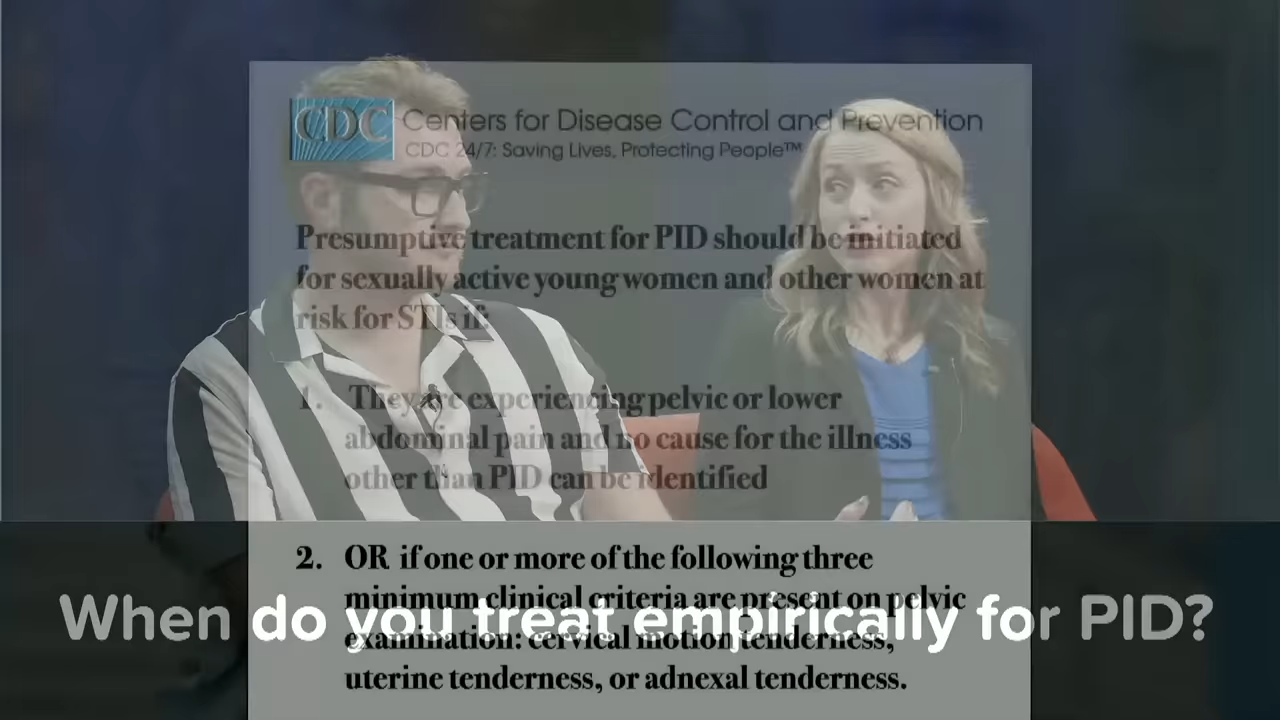 CDC Centers for Disease Control and Prevention
CDC 24/7: Saving Lives, Protecting People™
Presumptive treatment for PID should be initiated
for sexually active young women and other women at
risk for STIs if:
1. They are experiencing pelvic or lower
abdominal pain and no cause for the illness
other than PID can be identified
2. OR if one or more of the following three
minimum clinical criteria are present on pelvic
examination: cervical motion tenderness,
uterine tenderness, or adnexal tenderness.
When do you treat empirically for PID?